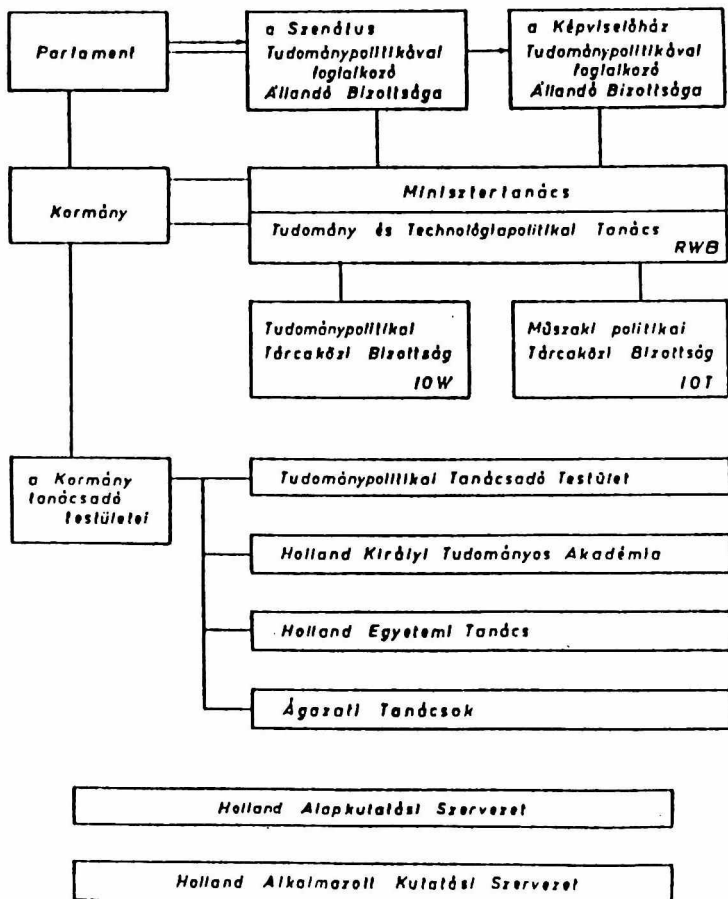 Parlament
a Szenátus
Tudománypolitikával
foglalkozó
Állandó Bizottsága
a Képviselőház
Tudománypolitikával
foglalkozó
Állandó Bizottsága
Kormány
Minisztertanács
Tudomány és Technológiapolitikai Tanács
RWB
Tudománypolitikai
Tárcaközi Bizottság
IOW
Műszaki politikai
Tárcaközi Bizottság
IOT
a Kormány
tanácsadó
testületei
Tudománypolitikai Tanácsadó Testület
Holland Királyi Tudományos Akadémia
Holland Egyetemi Tanács
Ágazati Tanácsok
Holland Alapkutatási Szervezet
Holland Alkalmazott Kutatási Szervezet